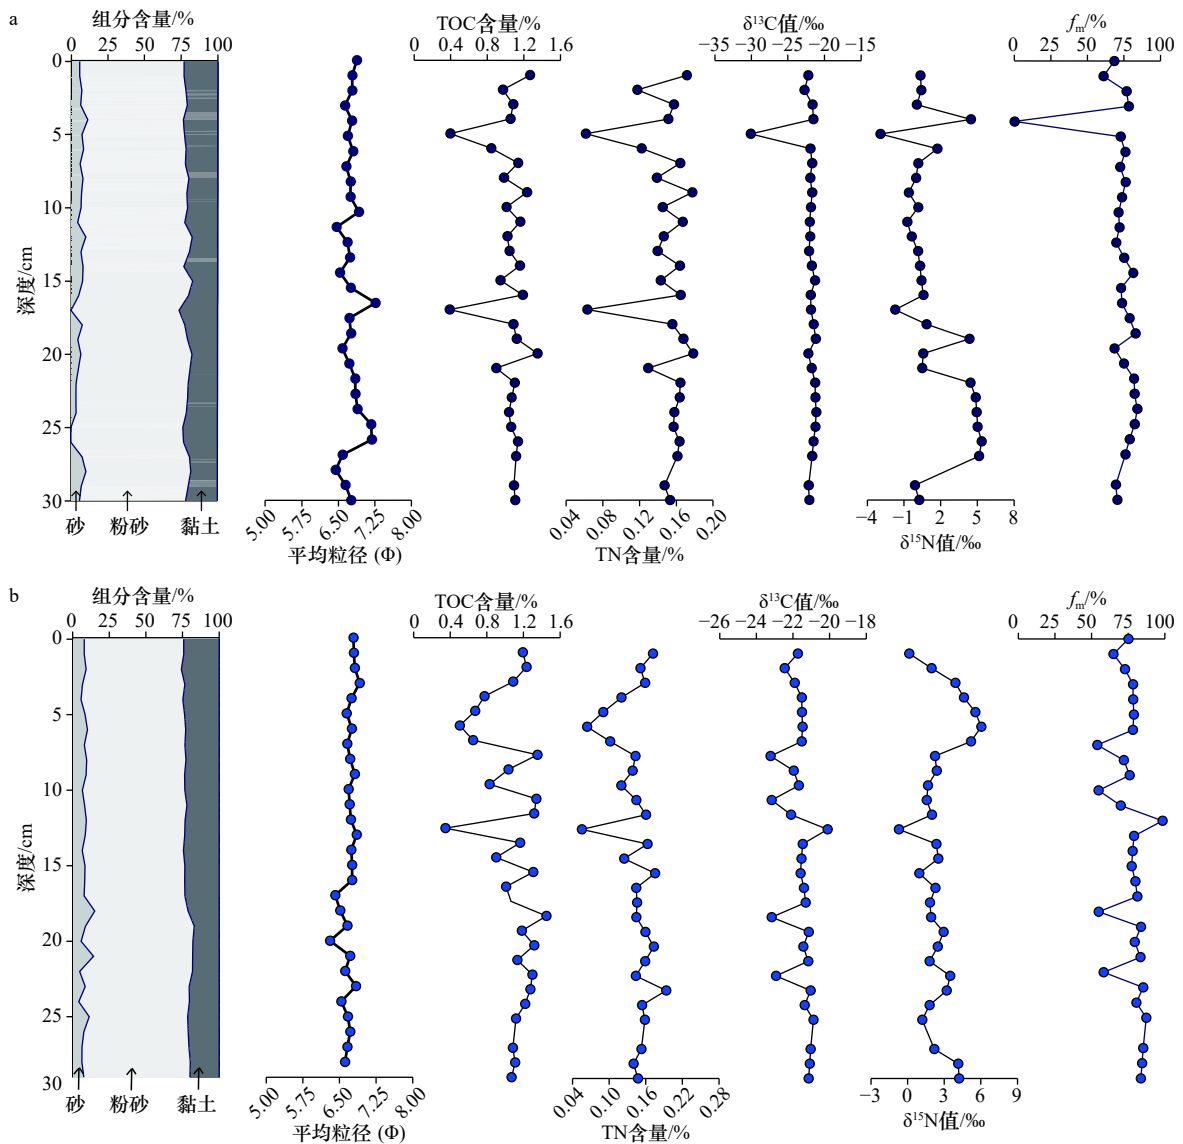 a
组分含量/%
0 25 50 75 100
TOC含量/%
0 0.4 0.8 1.2 1.6
δ¹³C值/‰
−35 −30 −25 −20 −15
fm/%
0 25 50 75 100
深度/cm
0
5
10
15
20
25
30
砂 粉砂 黏土
5.00 5.75 6.50 7.25 8.00
平均粒径 (Φ)
0.04 0.08 0.12 0.16 0.20
TN含量/%
−4 −1 2 5 8
δ¹⁵N值/‰
b
组分含量/%
0 25 50 75 100
TOC含量/%
0 0.4 0.8 1.2 1.6
δ¹³C值/‰
−26 −24 −22 −20 −18
fm/%
0 25 50 75 100
深度/cm
0
5
10
15
20
25
30
砂 粉砂 黏土
5.00 5.75 6.50 7.25 8.00
平均粒径 (Φ)
0.04 0.10 0.16 0.22 0.28
TN含量/%
−3 0 3 6 9
δ¹⁵N值/‰